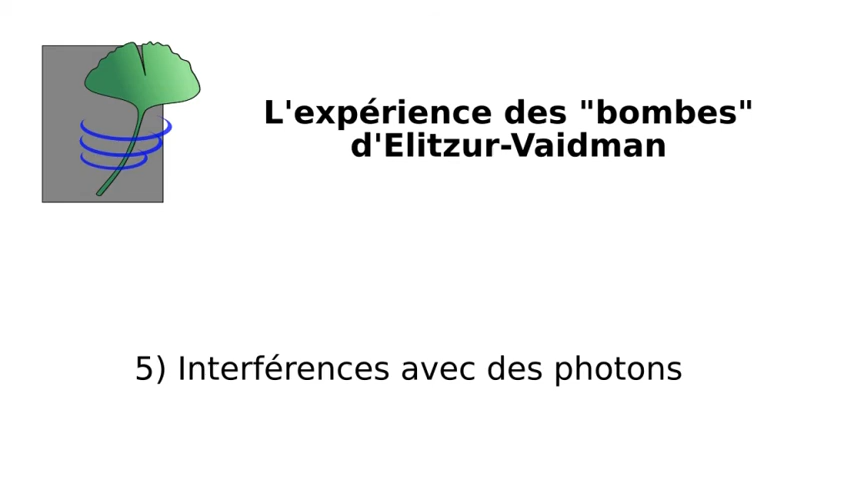 L'expérience des "bombes"
d'Elitzur-Vaidman
5) Interférences avec des photons